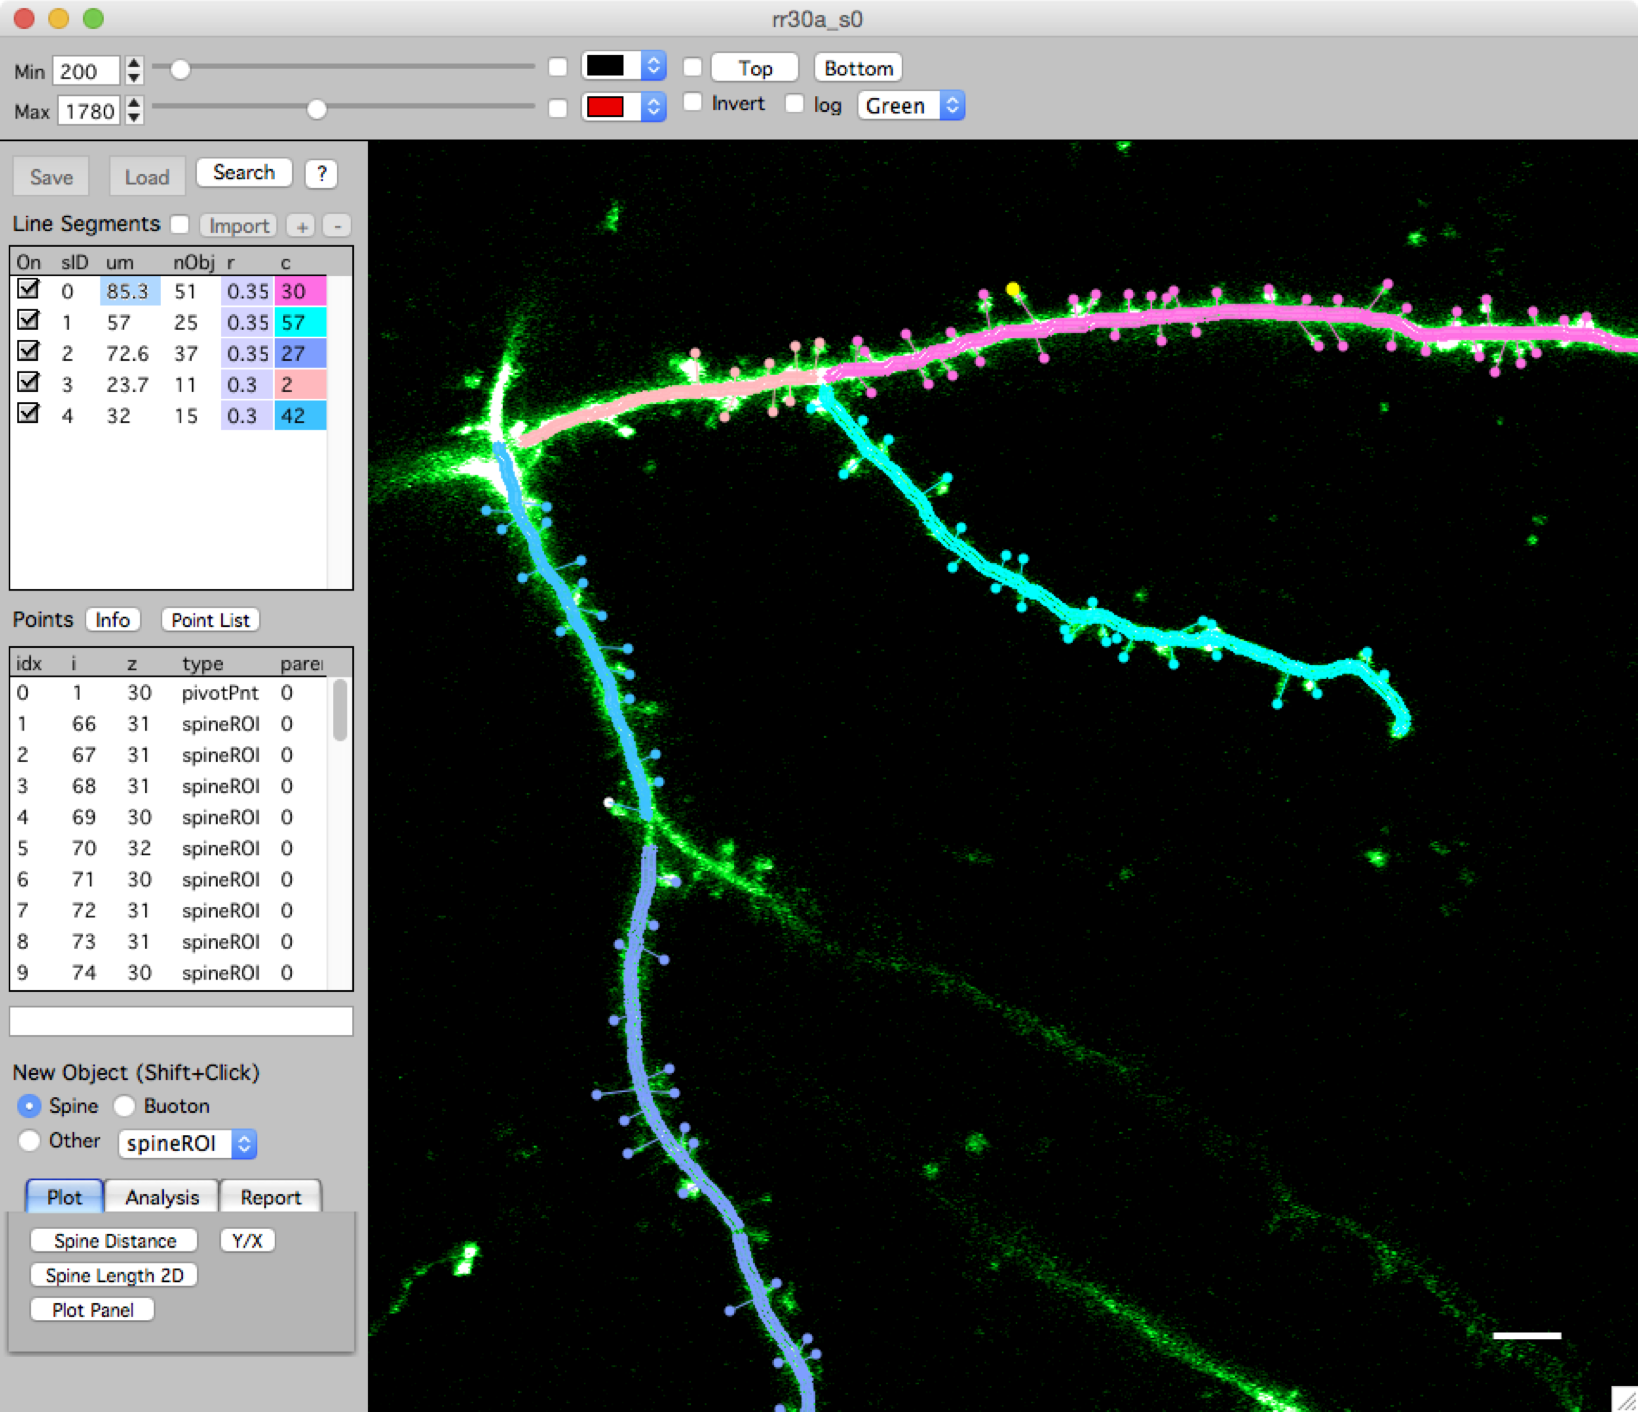 rr30a_s0
Min 200 Top Bottom
Max 1780 Invert log Green
Save Load Search ?
Line Segments Import + -
On sID um nObj r c
0 85.3 51 0.35 30
1 57 25 0.35 57
2 72.6 37 0.35 27
3 23.7 11 0.3 2
4 32 15 0.3 42
Points Info Point List
idx i z type parei
0 1 30 pivotPnt 0
1 66 31 spineROI 0
2 67 31 spineROI 0
3 68 31 spineROI 0
4 69 30 spineROI 0
5 70 32 spineROI 0
6 71 30 spineROI 0
7 72 31 spineROI 0
8 73 31 spineROI 0
9 74 30 spineROI 0
New Object (Shift+Click)
Spine Buoton
Other spineROI
Plot Analysis Report
Spine Distance Y/X
Spine Length 2D
Plot Panel